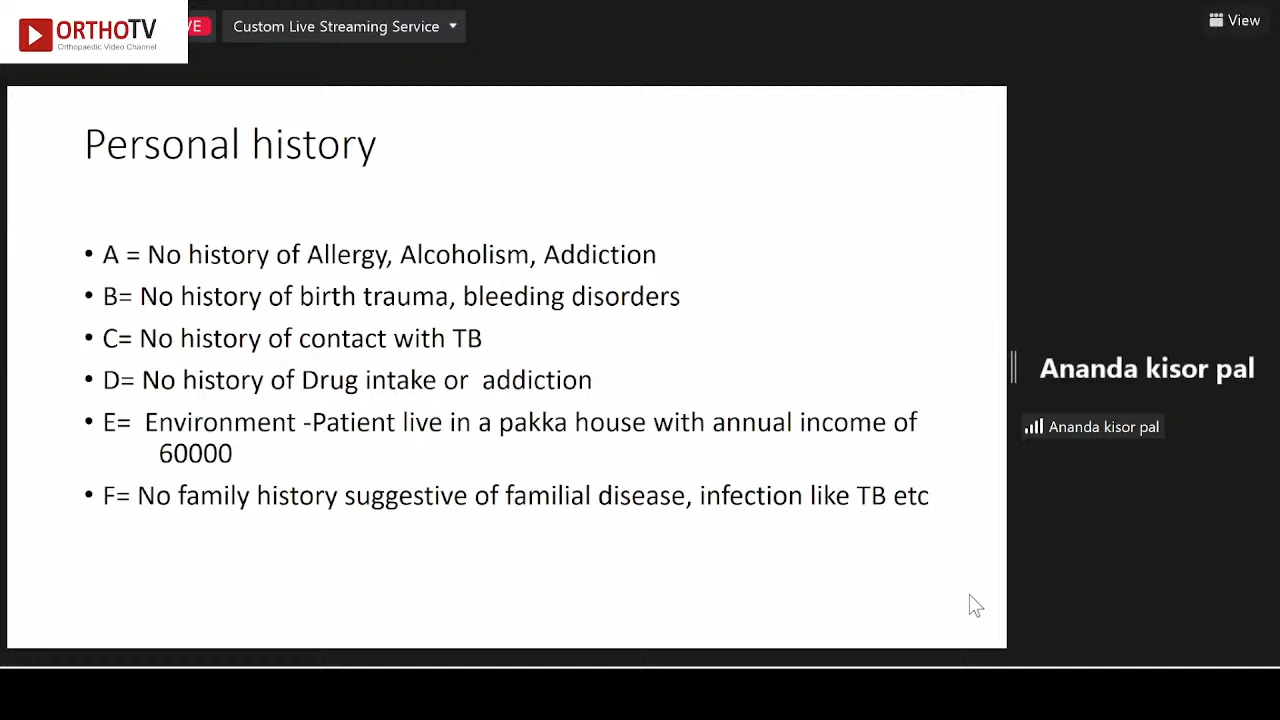 ORTHOTV
Orthopaedic Video Channel
VE
Custom Live Streaming Service
View
Personal history
• A = No history of Allergy, Alcoholism, Addiction
• B= No history of birth trauma, bleeding disorders
• C= No history of contact with TB
• D= No history of Drug intake or  addiction
• E=  Environment -Patient live in a pakka house with annual income of
60000
• F= No family history suggestive of familial disease, infection like TB etc
Ananda kisor pal
Ananda kisor pal